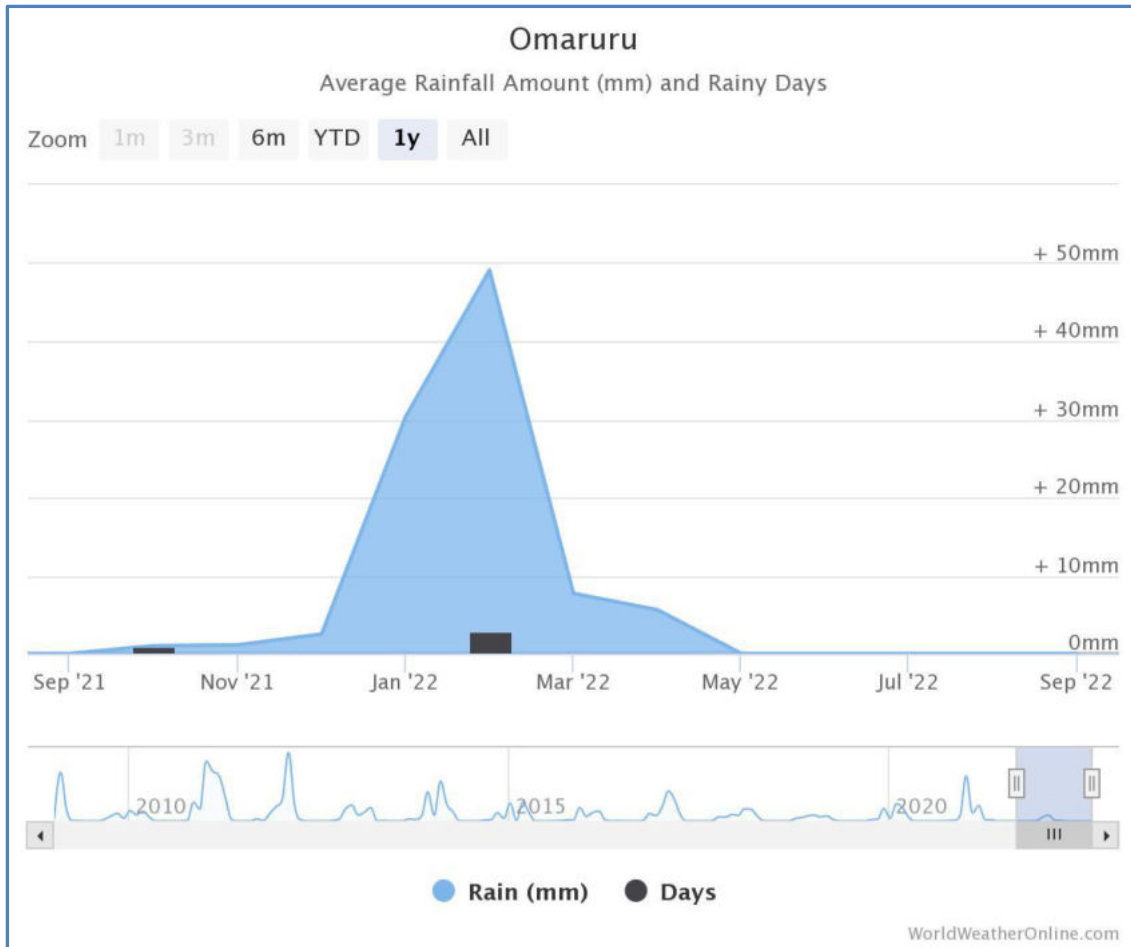 Omaruru
Average Rainfall Amount (mm) and Rainy Days
Zoom 1m 3m 6m YTD 1y All
+ 50mm
+ 40mm
+ 30mm
+ 20mm
+ 10mm
0mm
Sep '21 Nov '21 Jan '22 Mar '22 May '22 Jul '22 Sep '22
2010 2015 2020
Rain (mm) Days
WorldWeatherOnline.com